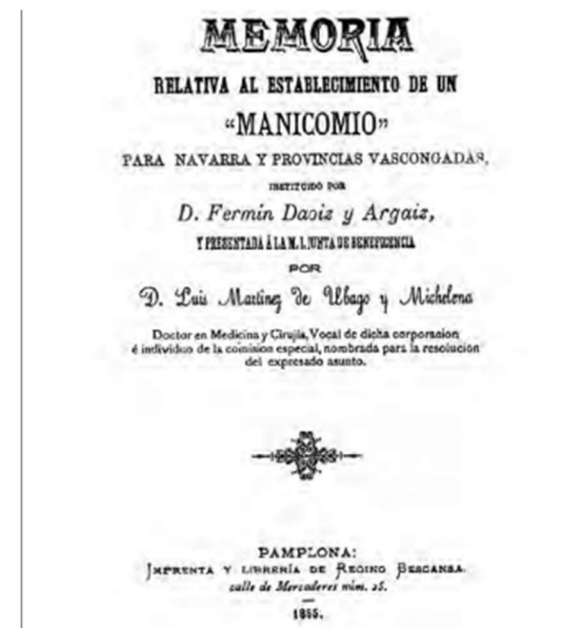 MEMORIA
RELATIVA AL ESTABLECIMIENTO DE UN
“MANICOMIO”
PARA NAVARRA Y PROVINCIAS VASCONGADAS,
INSTITUIDO POR
D. Fermin Daoiz y Argaiz,
Y PRESENTADA Á LA M. I. JUNTA DE BENEFICENCIA
POR
D. Luis Martinez de Ubago y Michelena
Doctor en Medicina y Cirujía, Vocal de dicha corporasion
é individuo de la comision especial, nombrada para la resolucion
del expresado asunto.
PAMPLONA:
IMPRENTA Y LIBRERÍA DE REGINO BESCANSA.
calle de Mercaderes núm. 25.